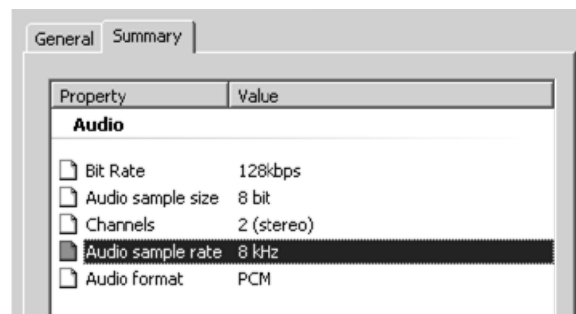 General Summary
Property Value
Audio
Bit Rate 128kbps
Audio sample size 8 bit
Channels 2 (stereo)
Audio sample rate 8 kHz
Audio format PCM